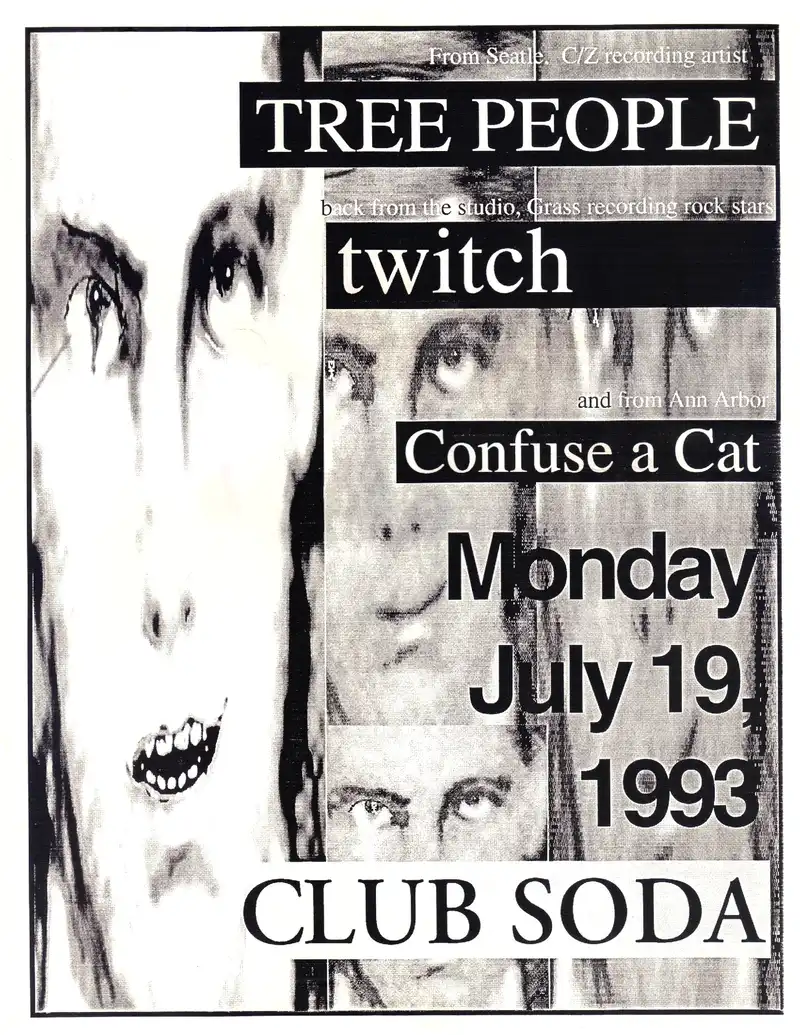 From Seatle, C/Z recording artist
TREE PEOPLE
back from the studio, Grass recording rock stars
twitch
and from Ann Arbor
Confuse a Cat
Monday
July 19,
1993
CLUB SODA